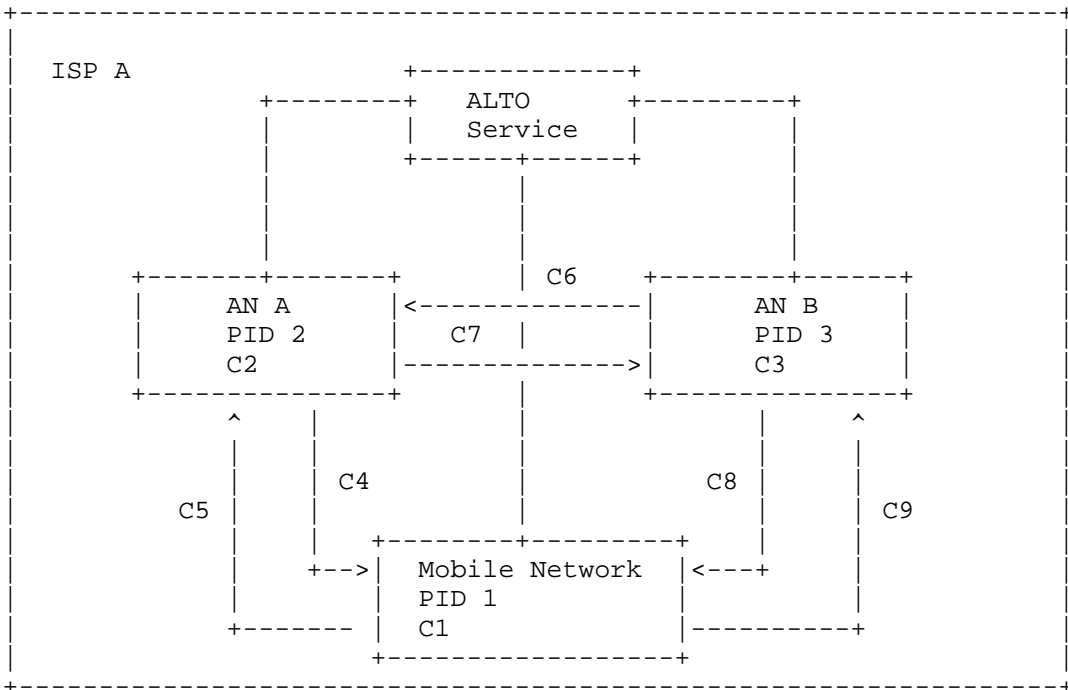 ISP A
ALTO
Service
C6
AN A
AN B
PID 2
C7
PID 3
C2
C3
C4
C8
C5
C9
Mobile Network
PID 1
C1